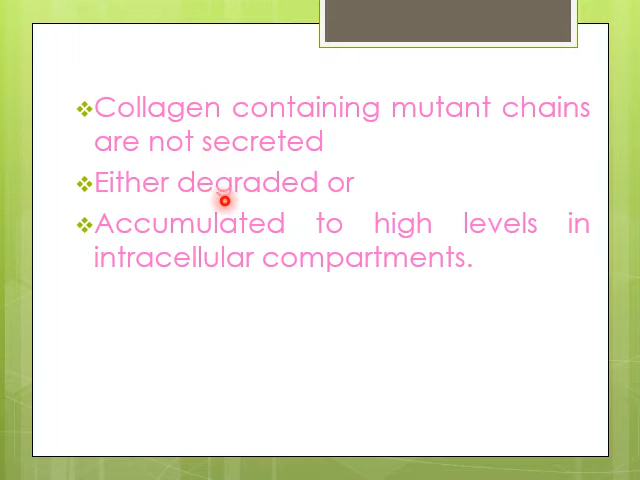 Collagen containing mutant chains
are not secreted
Either degraded or
Accumulated to high levels in
intracellular compartments.